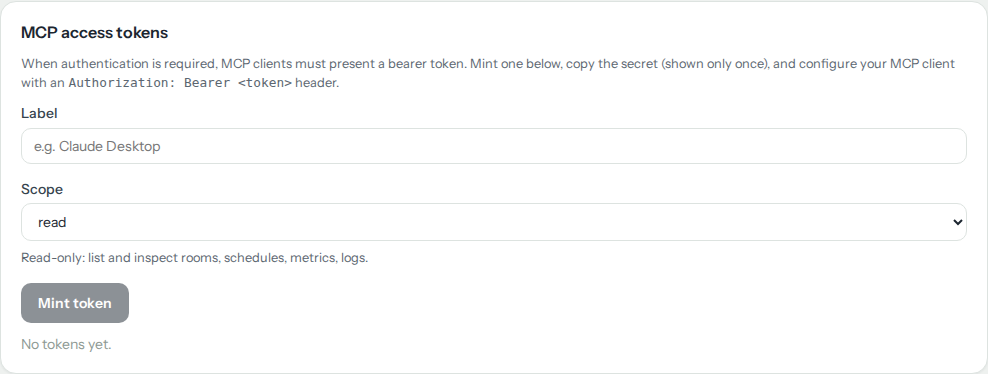 MCP access tokens
When authentication is required, MCP clients must present a bearer token. Mint one below, copy the secret (shown only once), and configure your MCP client
with an Authorization: Bearer <token> header.
Label
e.g. Claude Desktop
Scope
read
Read-only: list and inspect rooms, schedules, metrics, logs.
Mint token
No tokens yet.